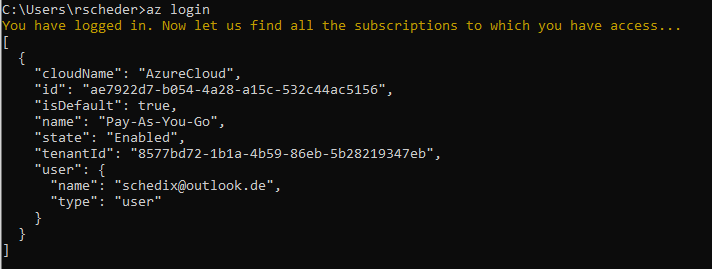 C:\Users\rscheder>az login
You have logged in. Now let us find all the subscriptions to which you have access...
[
  {
    "cloudName": "AzureCloud",
    "id": "ae7922d7-b054-4a28-a15c-532c44ac5156",
    "isDefault": true,
    "name": "Pay-As-You-Go",
    "state": "Enabled",
    "tenantId": "8577bd72-1b1a-4b59-86eb-5b28219347eb",
    "user": {
      "name": "schedix@outlook.de",
      "type": "user"
    }
  }
]